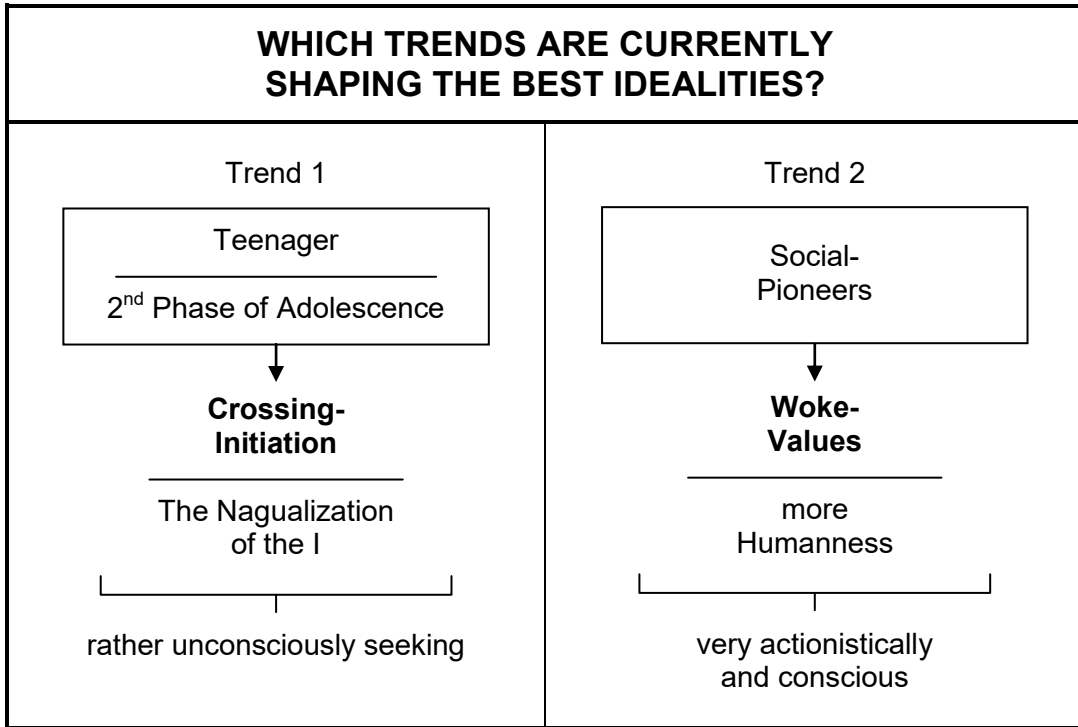 WHICH TRENDS ARE CURRENTLY
SHAPING THE BEST IDEALITIES?
Trend 1
Teenager
2nd Phase of Adolescence
Crossing-
Initiation
The Nagualization
of the I
rather unconsciously seeking
Trend 2
Social-
Pioneers
Woke-
Values
more
Humanness
very actionistically
and conscious